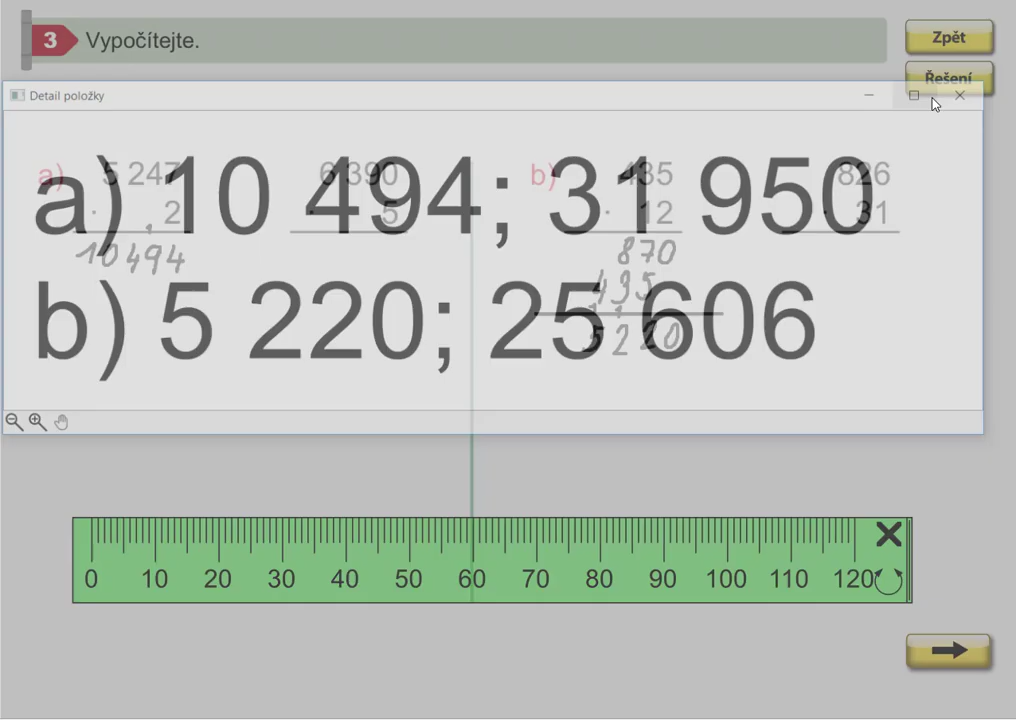 3 Vypočítejte.
Zpět
Řešení
Detail položky
a) 10 494; 31 950
b) 5 220; 25 606
a) 5 247 6 390 b) 435 826
· 2 · 5 · 12 · 31
10494 870
435
5220
0 10 20 30 40 50 60 70 80 90 100 110 120